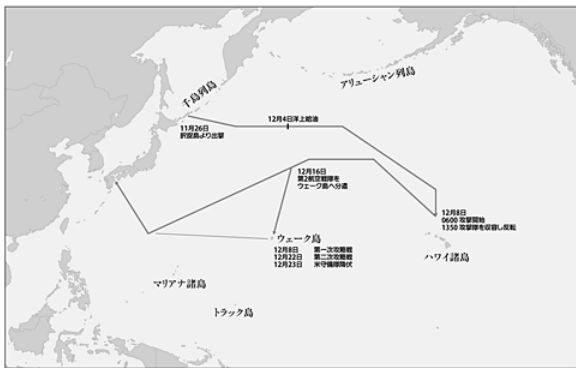 アリューシャン列島
千島列島
12月4日洋上給油
11月26日
択捉島より出撃
12月16日
第2航空戦隊を
ウェーク島へ分遣
12月8日
0600 攻撃開始
1350 攻撃隊を収容し反転
ウェーク島
12月8日 第一次攻略戦
12月22日 第二次攻略戦
12月23日 米守備隊降伏
ハワイ諸島
マリアナ諸島
トラック島